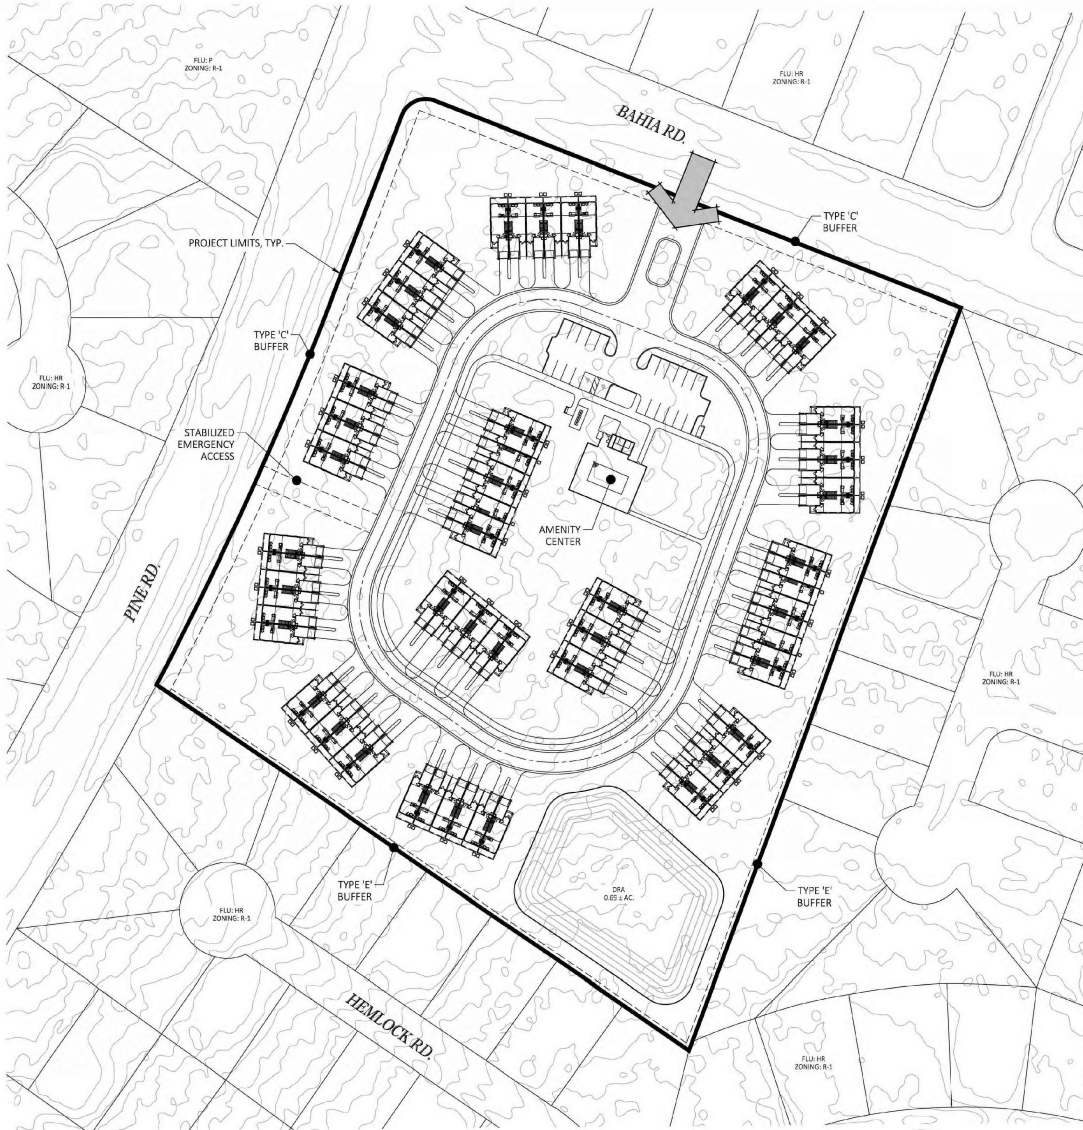 FLU: P
ZONING: R-1
FLU: HR
ZONING: R-1
BAHIA RD.
TYPE 'C'
BUFFER
PROJECT LIMITS, TYP.
TYPE 'C'
BUFFER
FLU: HR
ZONING: R-1
STABILIZED
EMERGENCY
ACCESS
AMENITY
CENTER
PINE RD.
FLU: HR
ZONING: R-1
TYPE 'E'
BUFFER
DRA
0.69 ± AC.
TYPE 'E'
BUFFER
FLU: HR
ZONING: R-1
HEMLOCK RD.
FLU: HR
ZONING: R-1